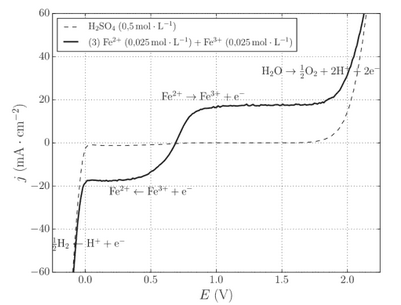 H₂SO₄ (0,5 mol · L⁻¹)
(3) Fe²⁺ (0,025 mol · L⁻¹) + Fe³⁺ (0,025 mol · L⁻¹)
60
40
20
0
−20
−40
−60
j (mA · cm⁻²)
H₂O → ½O₂ + 2H⁺ + 2e⁻
Fe²⁺ → Fe³⁺ + e⁻
Fe²⁺ ← Fe³⁺ + e⁻
½H₂ ← H⁺ + e⁻
0.0 0.5 1.0 1.5 2.0
E (V)